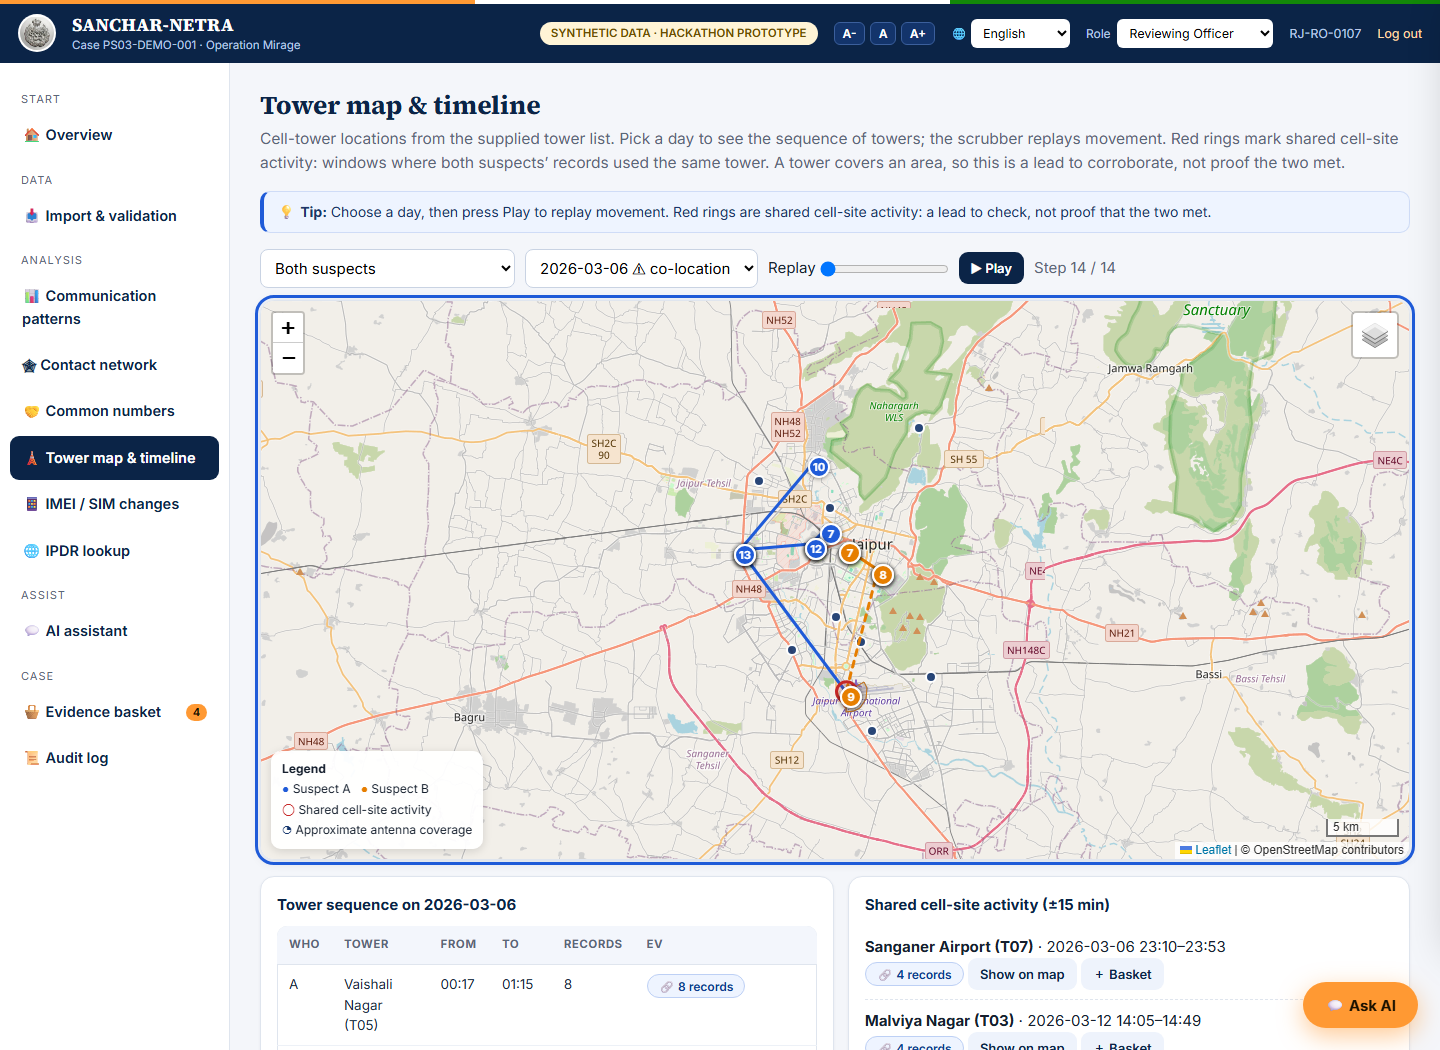 SANCHAR-NETRA
Case PS03-DEMO-001 · Operation Mirage
SYNTHETIC DATA · HACKATHON PROTOTYPE
A- A A+
English
Role Reviewing Officer
RJ-RO-0107 Log out
START
Overview
DATA
Import & validation
ANALYSIS
Communication
patterns
Contact network
Common numbers
Tower map & timeline
IMEI / SIM changes
IPDR lookup
ASSIST
AI assistant
CASE
Evidence basket 4
Audit log
Tower map & timeline
Cell-tower locations from the supplied tower list. Pick a day to see the sequence of towers; the scrubber replays movement. Red rings mark shared cell-site
activity: windows where both suspects’ records used the same tower. A tower covers an area, so this is a lead to corroborate, not proof the two met.
Tip: Choose a day, then press Play to replay movement. Red rings are shared cell-site activity: a lead to check, not proof that the two met.
Both suspects
2026-03-06 ⚠ co-location
Replay
▶ Play
Step 14 / 14
+
−
Sanctuary
NH52
Jamwa Ramgarh
Nahargarh
WLS
NH48
NH52
SH2C
90
SH 55
NE4C
10
Jaipur Tehsil
SH2C
7
12
13
7
Jaipur
8
NE4
NH48
NH21
NH148C
Bassi
Bassi Tehsil
9
Jaipur International
Airport
Bagru
NH48
Sanganer
Tehsil
SH12
ORR
Legend
Suspect A Suspect B
Shared cell-site activity
Approximate antenna coverage
5 km
Leaflet | © OpenStreetMap contributors
Tower sequence on 2026-03-06
WHO TOWER FROM TO RECORDS EV
A Vaishali Nagar (T05) 00:17 01:15 8 8 records
Shared cell-site activity (±15 min)
Sanganer Airport (T07) · 2026-03-06 23:10–23:53
4 records Show on map + Basket
Malviya Nagar (T03) · 2026-03-12 14:05–14:49
4 records Show on map + Basket
Ask AI